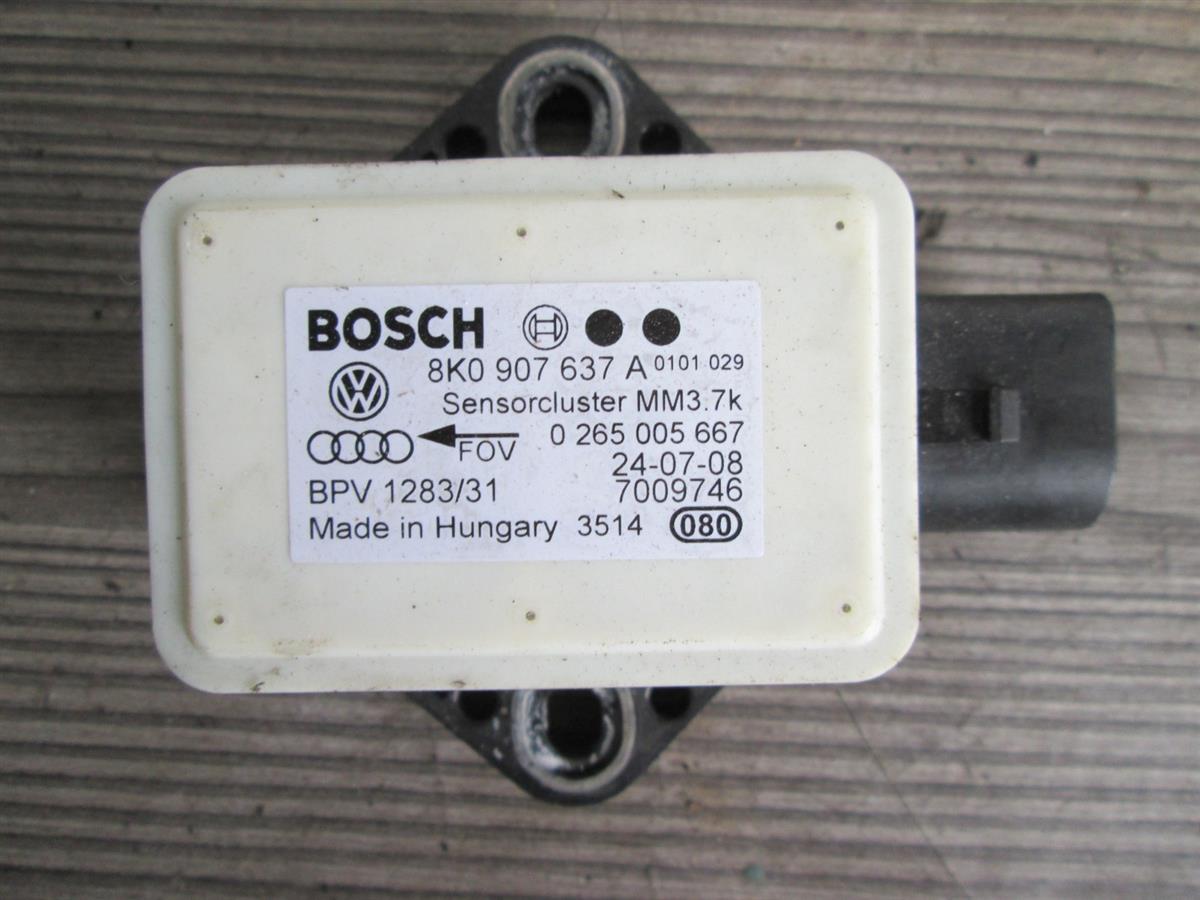 BOSCH
8K0 907 637 A 0101 029
VW
Sensorcluster MM3.7k
FOV 0 265 005 667
24-07-08
BPV 1283/31 7009746
Made in Hungary 3514 080